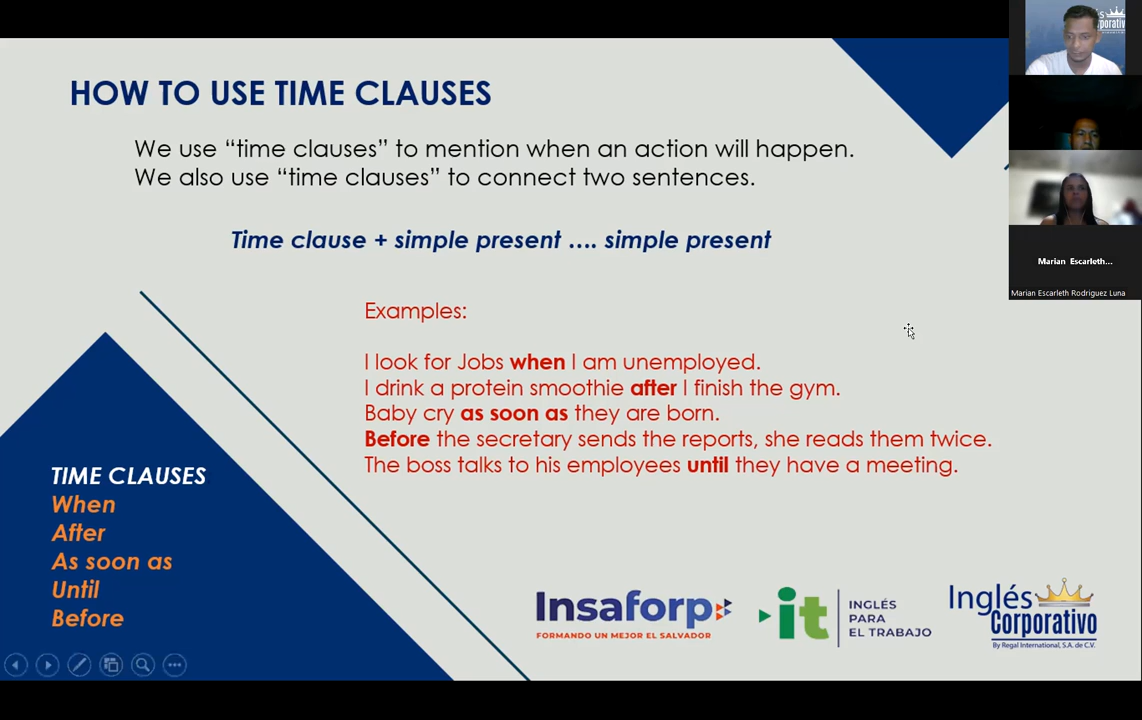 HOW TO USE TIME CLAUSES
We use “time clauses” to mention when an action will happen.
We also use “time clauses” to connect two sentences.
Time clause + simple present .... simple present
Examples:
I look for Jobs when I am unemployed.
I drink a protein smoothie after I finish the gym.
Baby cry as soon as they are born.
Before the secretary sends the reports, she reads them twice.
The boss talks to his employees until they have a meeting.
TIME CLAUSES
When
After
As soon as
Until
Before
Insaforp
FORMANDO UN MEJOR EL SALVADOR
it
INGLÉS
PARA
EL TRABAJO
Inglés
Corporativo
By Regal International, S.A. de C.V.
Marian Escarleth...
Marian Escarleth Rodriguez Luna